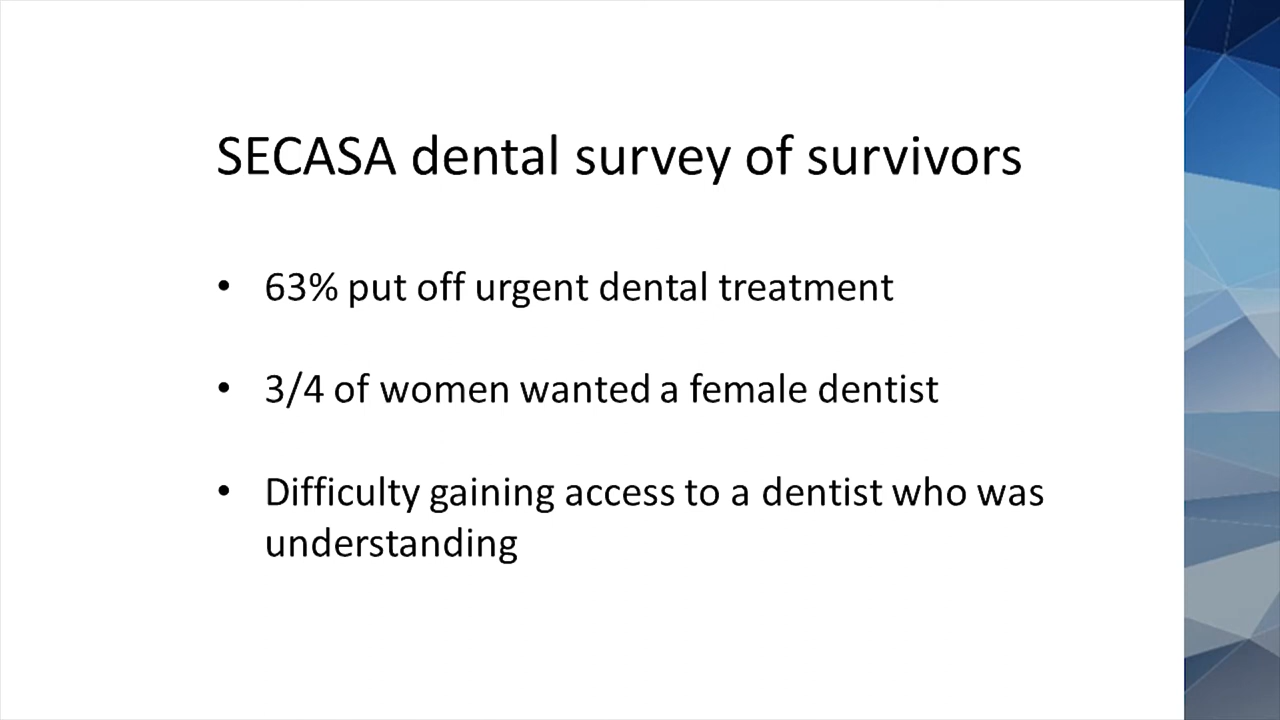 SECASA dental survey of survivors
• 63% put off urgent dental treatment
• 3/4 of women wanted a female dentist
• Difficulty gaining access to a dentist who was
understanding